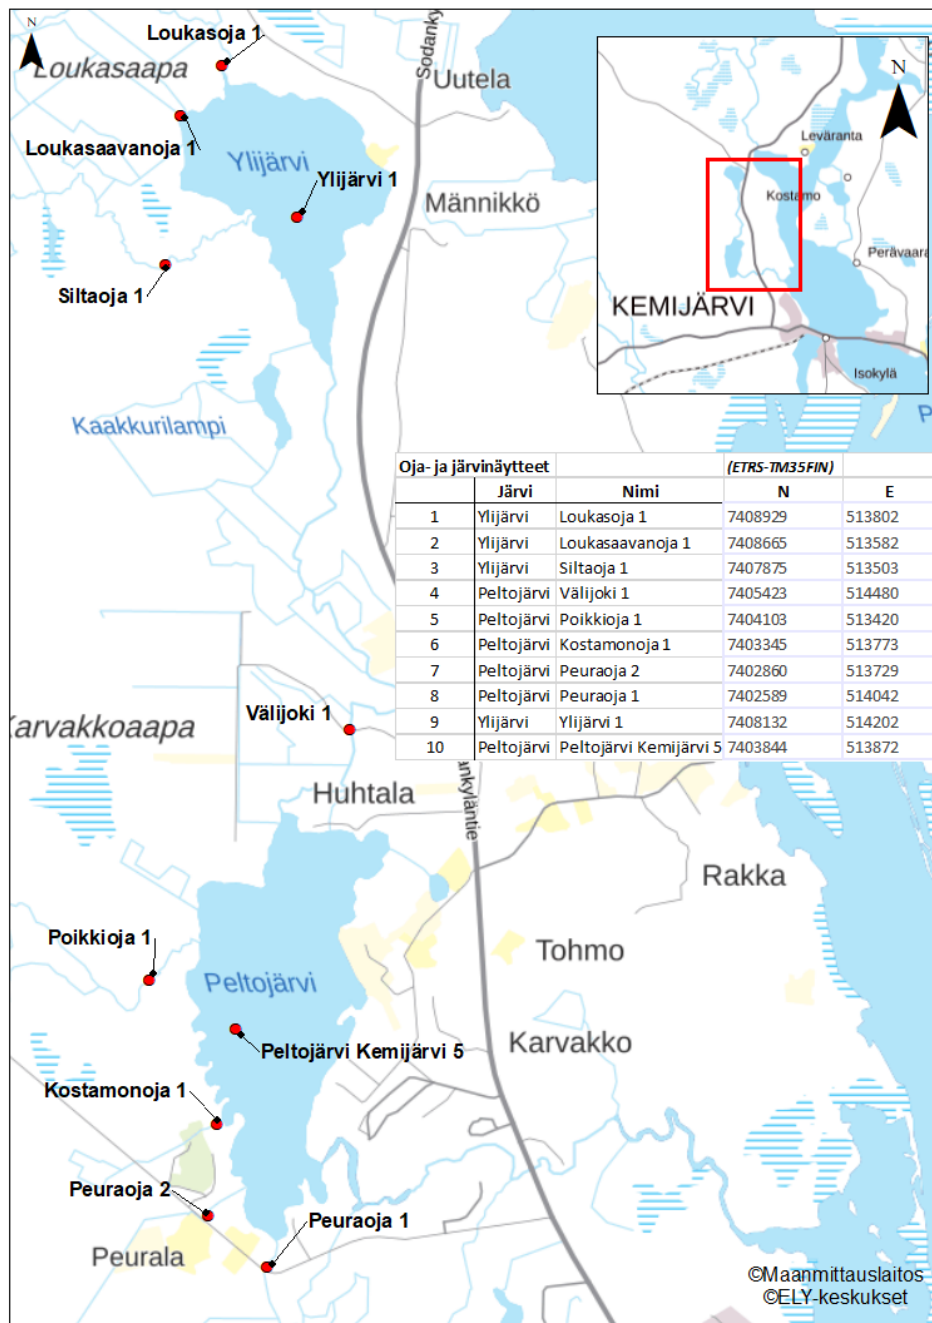 N
Loukasoja 1
Loukasaapa
Sodanky
Uutela
N
Leväranta
Loukasaavanoja 1
Ylijärvi
Ylijärvi 1
Männikkö
Kostamo
Perävaara
Siltaoja 1
KEMIJÄRVI
Isokylä
Kaakkurilampi
P
Oja- ja järvinäytteet (ETRS-TM35FIN)
Järvi Nimi N E
1 Ylijärvi Loukasoja 1 7408929 513802
2 Ylijärvi Loukasaavanoja 1 7408665 513582
3 Ylijärvi Siltaoja 1 7407875 513503
4 Peltojärvi Välijoki 1 7405423 514480
5 Peltojärvi Poikkioja 1 7404103 513420
6 Peltojärvi Kostamonoja 1 7403345 513773
7 Peltojärvi Peuraoja 2 7402860 513729
8 Peltojärvi Peuraoja 1 7402589 514042
9 Ylijärvi Ylijärvi 1 7408132 514202
10 Peltojärvi Peltojärvi Kemijärvi 5 7403844 513872
Välijoki 1
Karvakkoaapa
ankyläntie
Huhtala
Rakka
Poikkioja 1
Tohmo
Peltojärvi
Karvakko
Peltojärvi Kemijärvi 5
Kostamonoja 1
Peuraoja 2
Peuraoja 1
Peurala
©Maanmittauslaitos
©ELY-keskukset